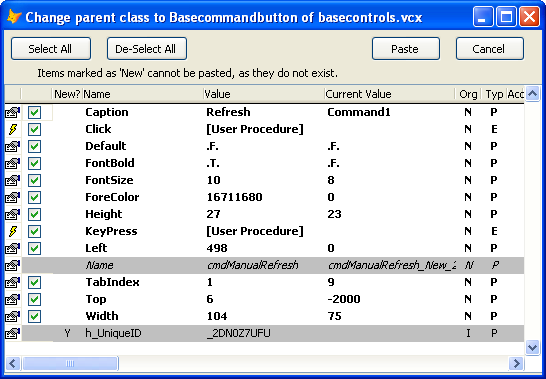 Change parent class to Basecommandbutton of basecontrols.vcx
Select All De-Select All Paste Cancel
Items marked as 'New' cannot be pasted, as they do not exist.
New? Name Value Current Value Org Typ Acc
Caption Refresh Command1 N P
Click [User Procedure] N E
Default .F. .F. N P
FontBold .T. .F. N P
FontSize 10 8 N P
ForeColor 16711680 0 N P
Height 27 23 N P
KeyPress [User Procedure] N E
Left 498 0 N P
Name cmdManualRefresh cmdManualRefresh_New_2 N P
TabIndex 1 9 N P
Top 6 -2000 N P
Width 104 75 N P
Y h_UniqueID _2DN0Z7UFU I P